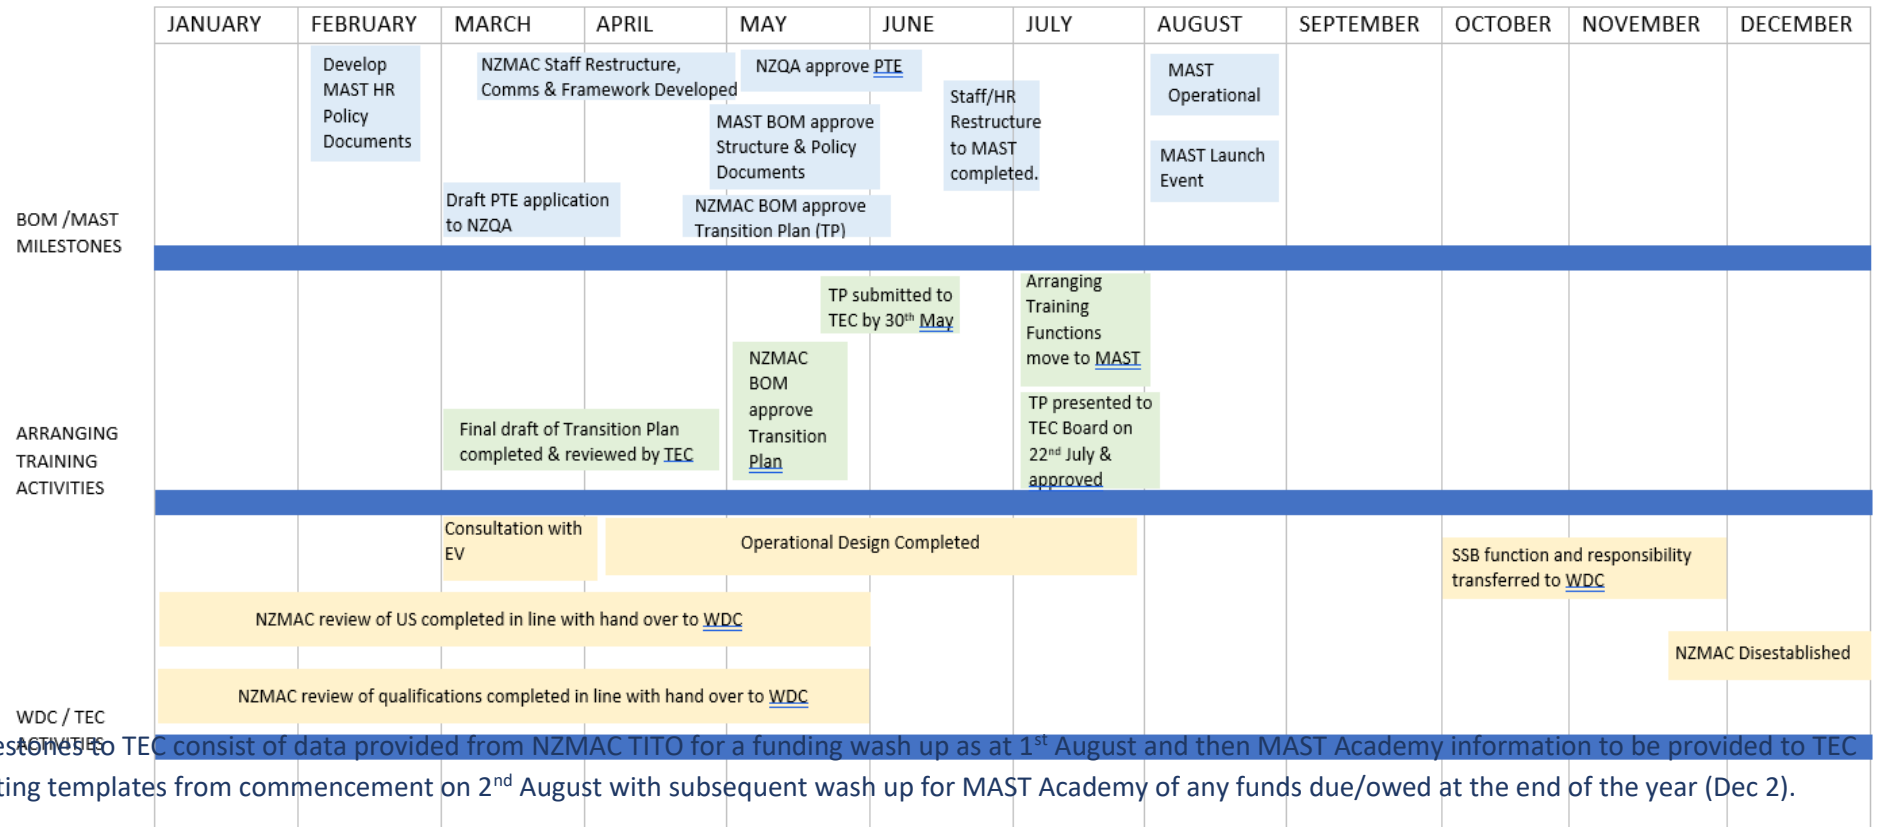 JANUARY
FEBRUARY
MARCH
APRIL
MAY
JUNE
JULY
AUGUST
SEPTEMBER
OCTOBER
NOVEMBER
DECEMBER
BOM /MAST
MILESTONES
Develop
MAST HR
Policy
Documents
NZMAC Staff Restructure,
Comms & Framework Developed
Draft PTE application
to NZQA
NZQA approve PTE
MAST BOM approve
Structure & Policy
Documents
NZMAC BOM approve
Transition Plan (TP)
Staff/HR
Restructure
to MAST
completed.
MAST
Operational
MAST Launch
Event
ARRANGING
TRAINING
ACTIVITIES
Final draft of Transition Plan
completed & reviewed by TEC
NZMAC
BOM
approve
Transition
Plan
TP submitted to
TEC by 30th May
Arranging
Training
Functions
move to MAST
TP presented to
TEC Board on
22nd July &
approved
WDC / TEC
ACTIVITIES
Consultation with
EV
Operational Design Completed
NZMAC review of US completed in line with hand over to WDC
NZMAC review of qualifications completed in line with hand over to WDC
SSB function and responsibility
transferred to WDC
NZMAC Disestablished
to TEC consist of data provided from NZMAC TITO for a funding wash up as at 1st August and then MAST Academy information to be provided to TEC
templates from commencement on 2nd August with subsequent wash up for MAST Academy of any funds due/owed at the end of the year (Dec 2).